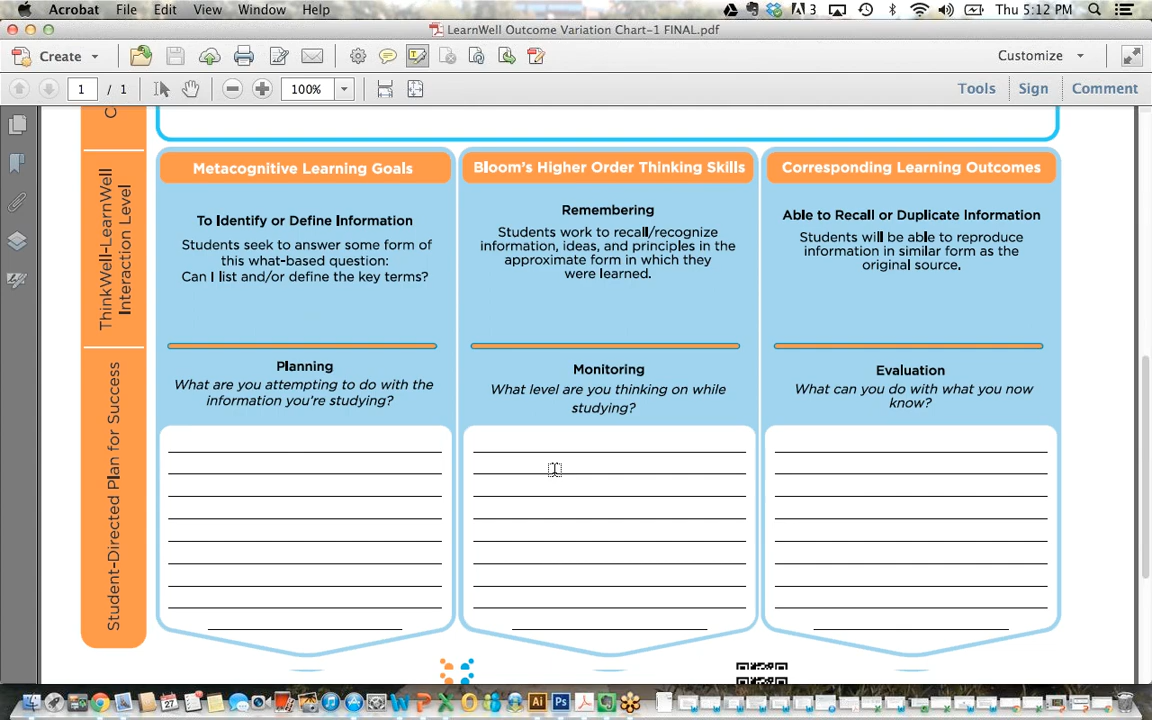 Acrobat File Edit View Window Help
3
Thu 5:12 PM
LearnWell Outcome Variation Chart-1 FINAL.pdf
Create
Customize
1 / 1
100%
Tools Sign Comment
C
ThinkWell-LearnWell
Interaction Level
Metacognitive Learning Goals
To Identify or Define Information
Students seek to answer some form of
this what-based question:
Can I list and/or define the key terms?
Bloom's Higher Order Thinking Skills
Remembering
Students work to recall/recognize
information, ideas, and principles in the
approximate form in which they
were learned.
Corresponding Learning Outcomes
Able to Recall or Duplicate Information
Students will be able to reproduce
information in similar form as the
original source.
Student-Directed Plan for Success
Planning
What are you attempting to do with the
information you're studying?
Monitoring
What level are you thinking on while
studying?
Evaluation
What can you do with what you now
know?
27
W P X O
Ai Ps